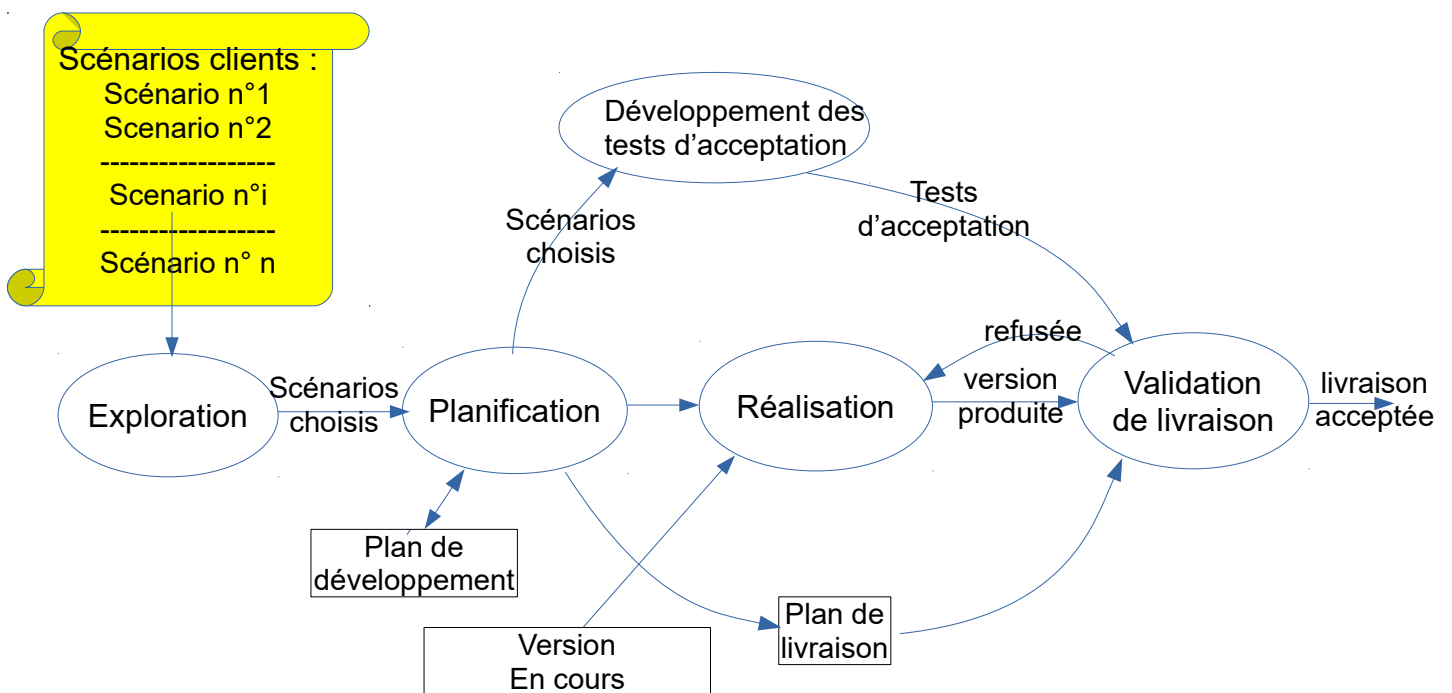 Scénarios clients :
Scénario n°1
Scenario n°2
------------------
Scenario n°i
------------------
Scénario n° n
Développement des
tests d’acceptation
Scénarios
choisis
Tests
d’acceptation
Exploration
Scénarios
choisis
Planification
Réalisation
refusée
version
produite
Validation
de livraison
livraison
acceptée
Plan de
développement
Version
En cours
Plan de
livraison